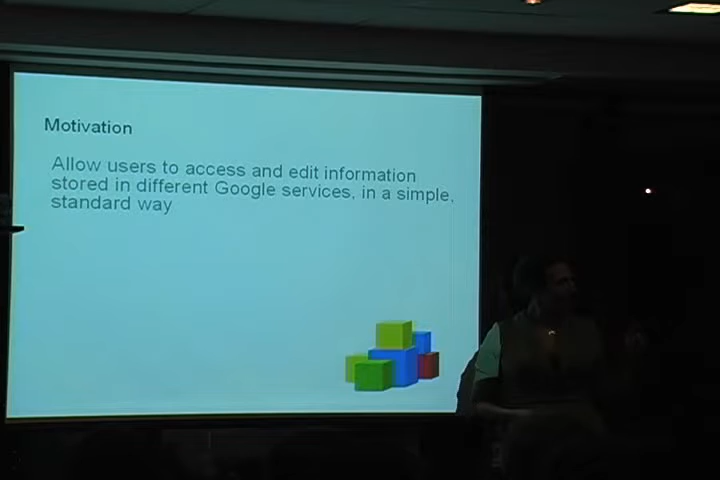 Motivation
Allow users to access and edit information
stored in different Google services, in a simple,
standard way